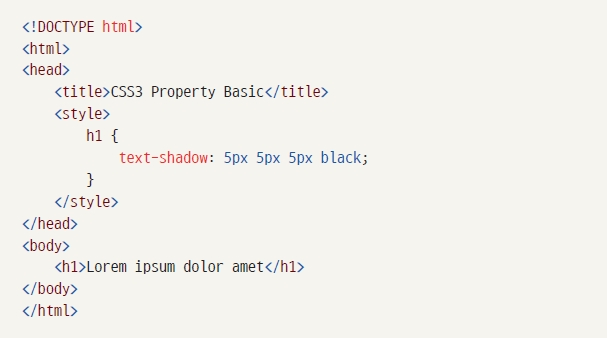 <!DOCTYPE html>
<html>
<head>
    <title>CSS3 Property Basic</title>
    <style>
        h1 {
            text-shadow: 5px 5px 5px black;
        }
    </style>
</head>
<body>
    <h1>Lorem ipsum dolor amet</h1>
</body>
</html>